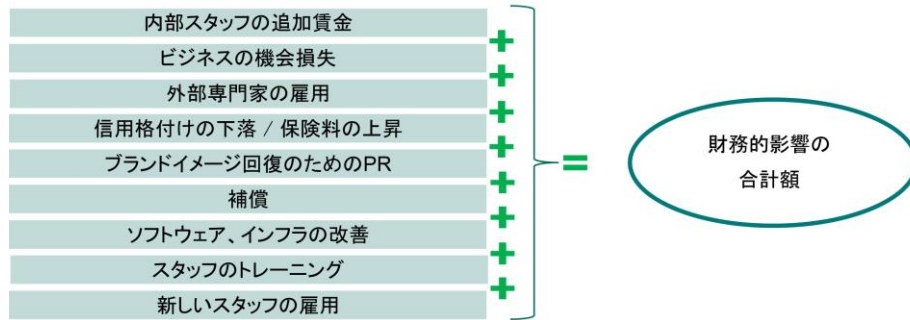 内部スタッフの追加賃金
+
ビジネスの機会損失
+
外部専門家の雇用
+
信用格付けの下落 / 保険料の上昇
+
ブランドイメージ回復のためのPR
+
補償
+
ソフトウェア、インフラの改善
+
スタッフのトレーニング
+
新しいスタッフの雇用
=
財務的影響の
合計額